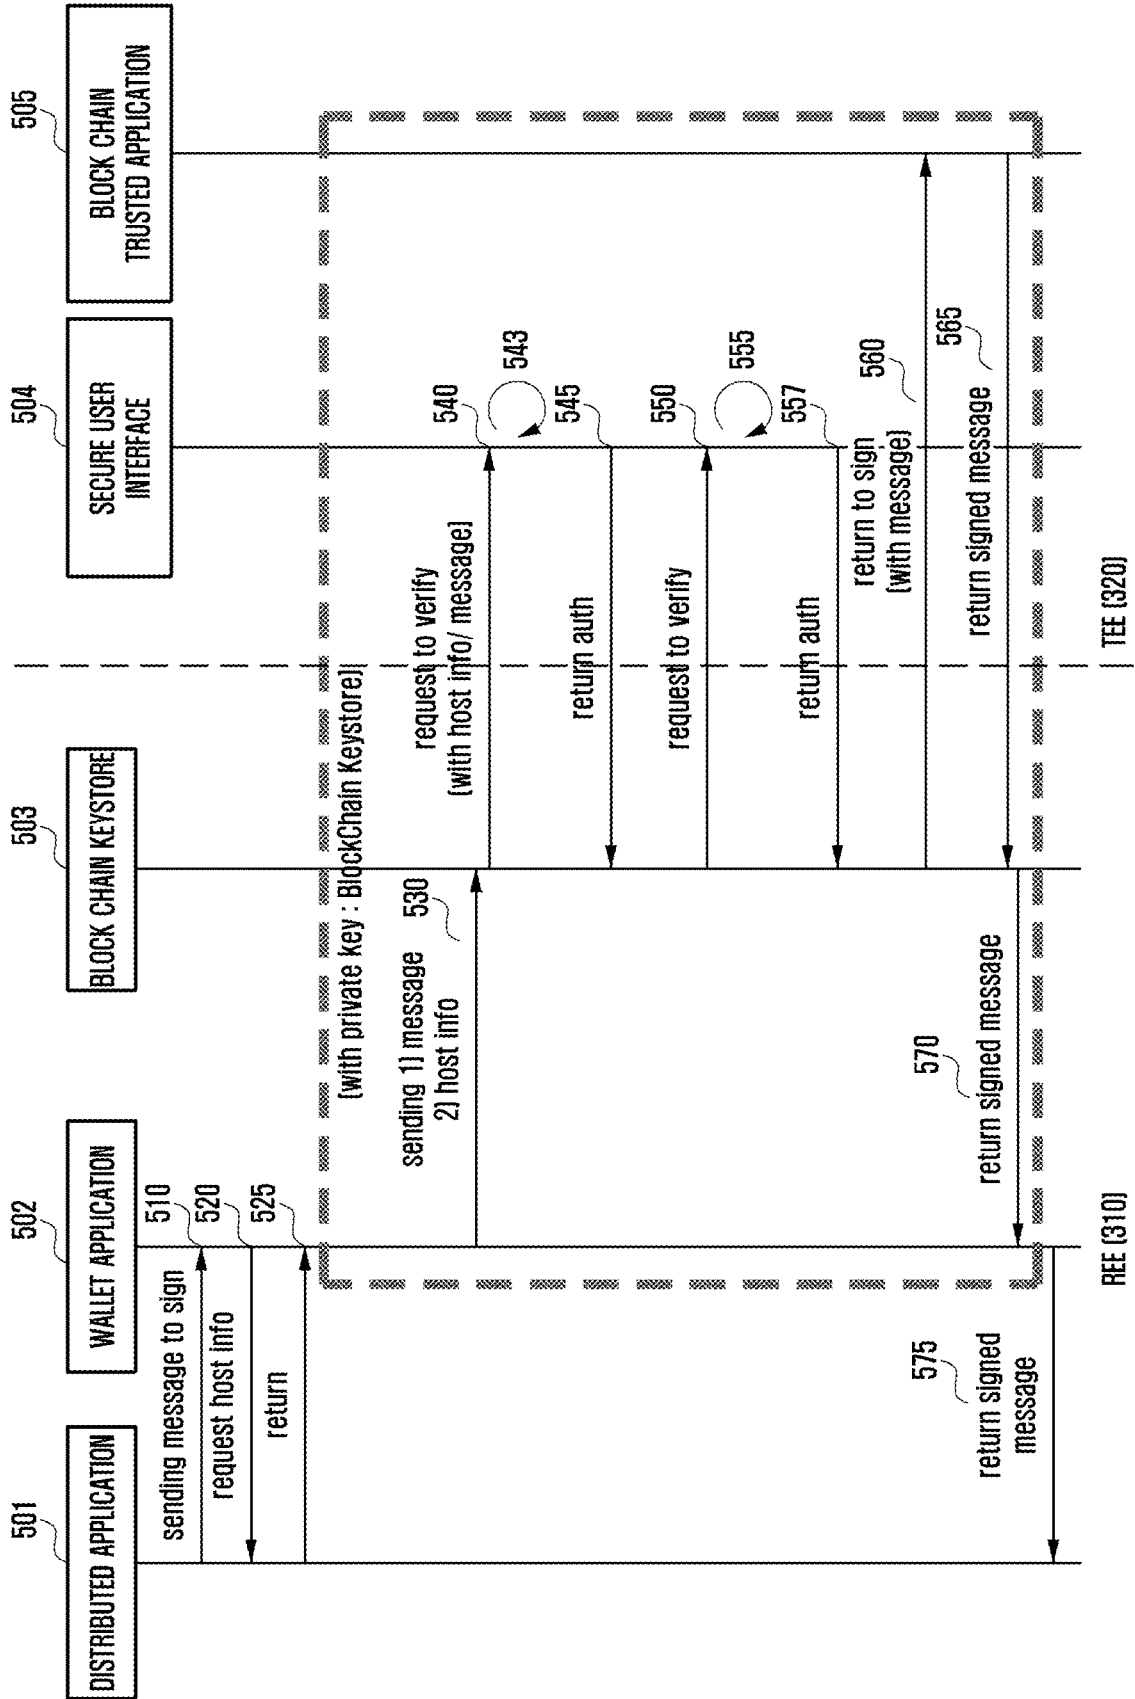 501
DISTRIBUTED APPLICATION
502
WALLET APPLICATION
503
BLOCK CHAIN KEYSTORE
504
SECURE USER
INTERFACE
505
BLOCK CHAIN
TRUSTED APPLICATION
sending message to sign
510
request host info
520
return
525
(with private key : BlockChain Keystore)
sending 1) message
2) host info
530
request to verify
(with host info/ message)
540
543
return auth
545
request to verify
550
555
return auth
557
return to sign
(with message)
560
return signed message
565
return signed message
570
return signed
message
575
REE (310)
TEE (320)